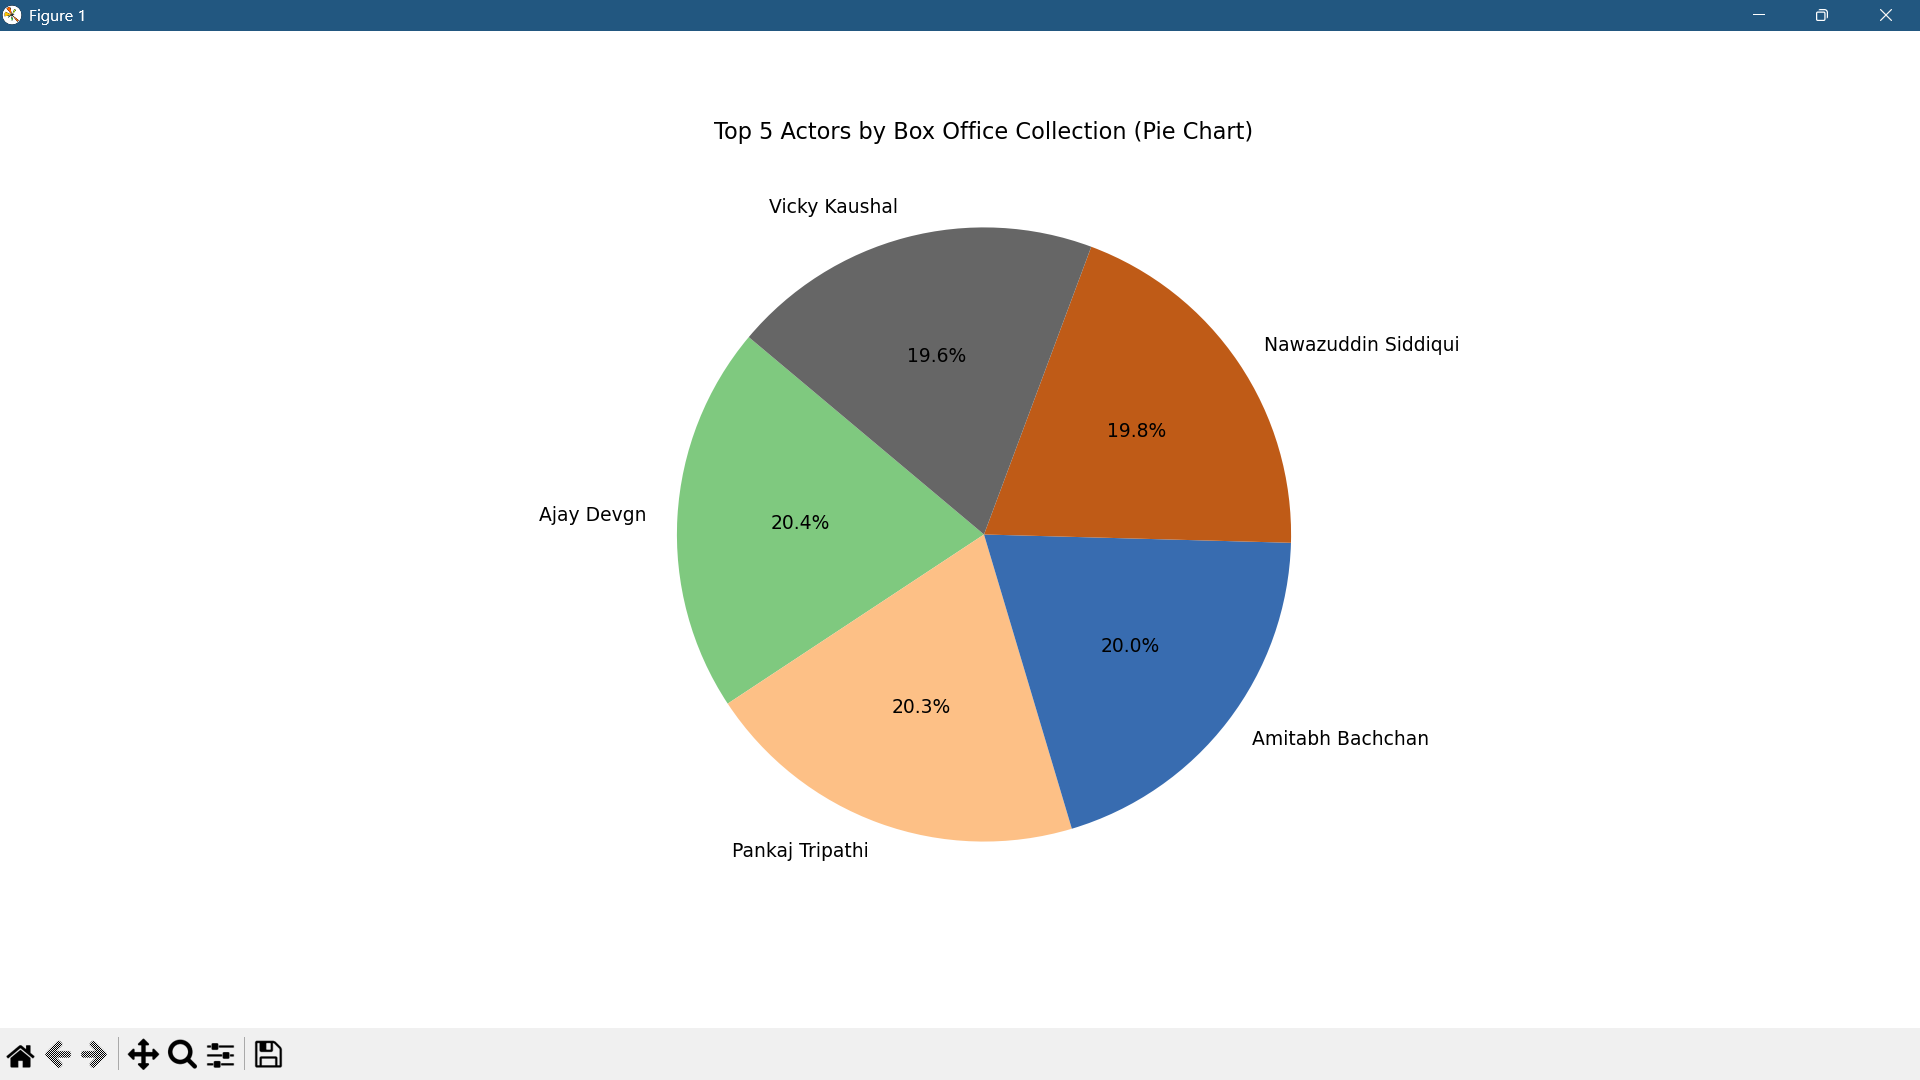 Figure 1
Top 5 Actors by Box Office Collection (Pie Chart)
Vicky Kaushal
Nawazuddin Siddiqui
19.6%
19.8%
Ajay Devgn
20.4%
20.0%
20.3%
Amitabh Bachchan
Pankaj Tripathi